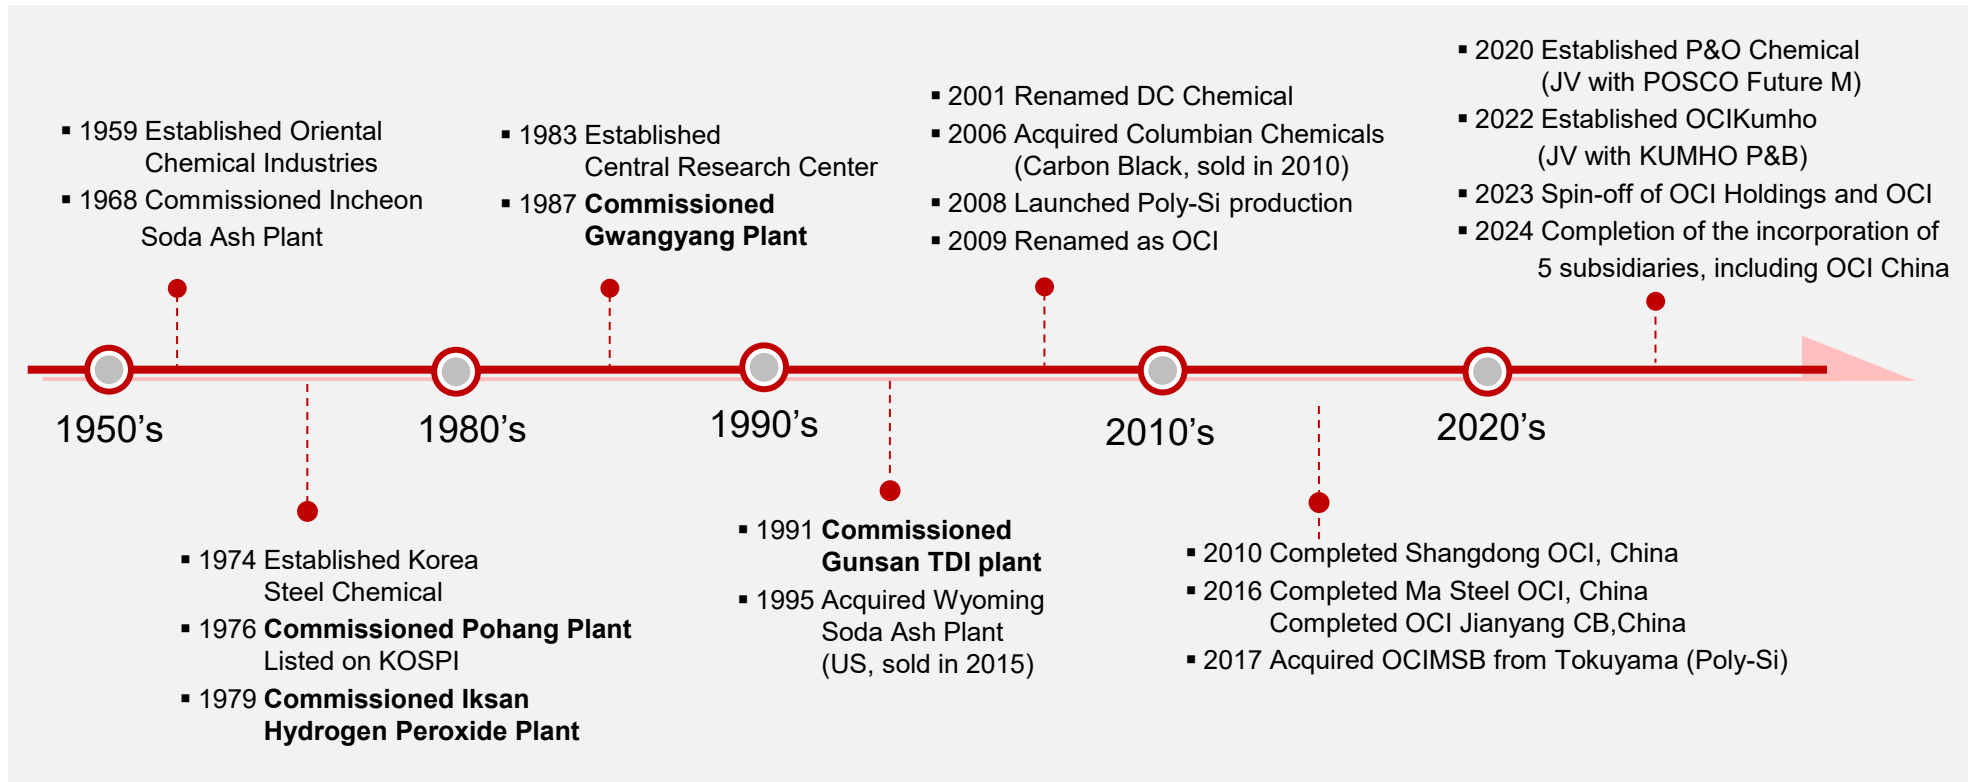 ▪ 1959 Established Oriental
Chemical Industries
▪ 1968 Commissioned Incheon
Soda Ash Plant
▪ 1983 Established
Central Research Center
▪ 1987 Commissioned
Gwangyang Plant
▪ 2001 Renamed DC Chemical
▪ 2006 Acquired Columbian Chemicals
(Carbon Black, sold in 2010)
▪ 2008 Launched Poly-Si production
▪ 2009 Renamed as OCI
▪ 2020 Established P&O Chemical
(JV with POSCO Future M)
▪ 2022 Established OCIKumho
(JV with KUMHO P&B)
▪ 2023 Spin-off of OCI Holdings and OCI
▪ 2024 Completion of the incorporation of
5 subsidiaries, including OCI China
1950’s
1980’s
1990’s
2010’s
2020’s
▪ 1974 Established Korea
Steel Chemical
▪ 1976 Commissioned Pohang Plant
Listed on KOSPI
▪ 1979 Commissioned Iksan
Hydrogen Peroxide Plant
▪ 1991 Commissioned
Gunsan TDI plant
▪ 1995 Acquired Wyoming
Soda Ash Plant
(US, sold in 2015)
▪ 2010 Completed Shangdong OCI, China
▪ 2016 Completed Ma Steel OCI, China
Completed OCI Jianyang CB,China
▪ 2017 Acquired OCIMSB from Tokuyama (Poly-Si)